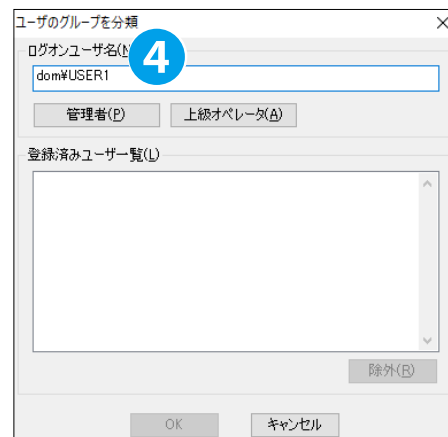 ユーザのグループを分類
ログオンユーザ名(N
4
dom¥USER1
管理者(P)
上級オペレータ(A)
登録済みユーザー覧(L)
除外(R)
OK
キャンセル